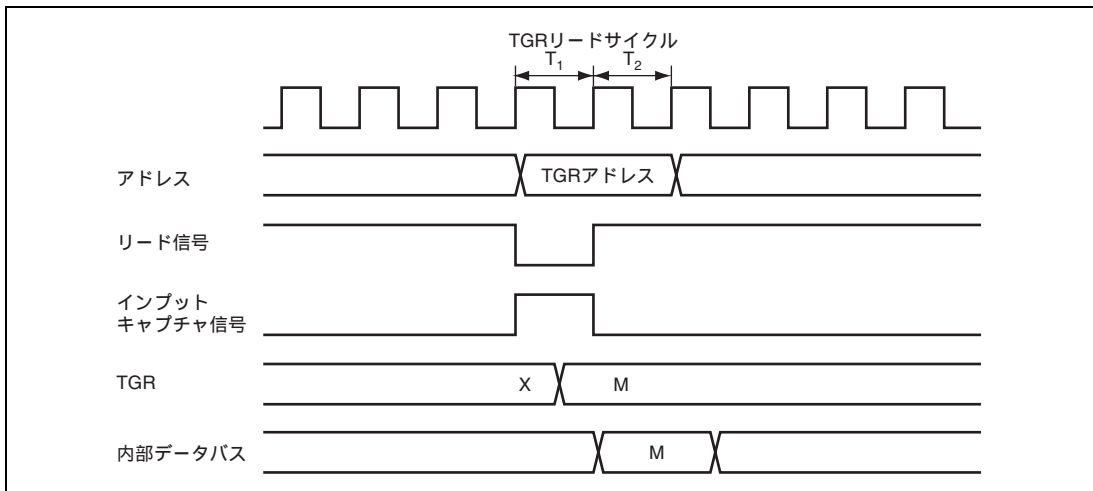 TGRリードサイクル
T1 T2
アドレス
TGRアドレス
リード信号
インプット
キャプチャ信号
TGR
X M
内部データバス
M